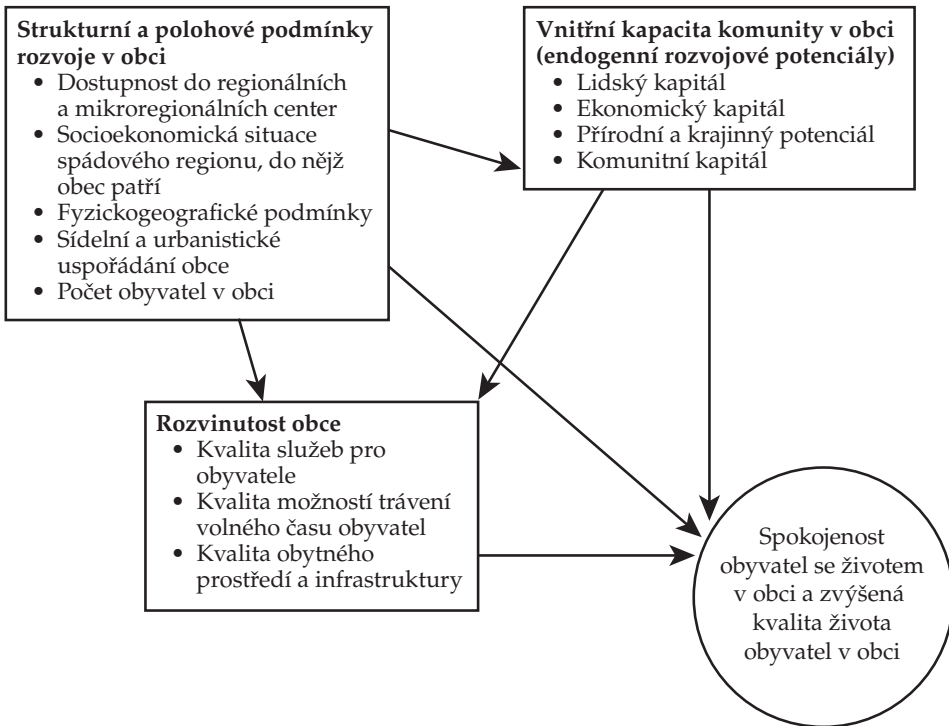 Strukturní a polohové podmínky
rozvoje v obci
• Dostupnost do regionálních
a mikroregionálních center
• Socioekonomická situace
spádového regionu, do nějž
obec patří
• Fyzickogeografické podmínky
• Sídelní a urbanistické
uspořádání obce
• Počet obyvatel v obci
Vnitřní kapacita komunity v obci
(endogenní rozvojové potenciály)
• Lidský kapitál
• Ekonomický kapitál
• Přírodní a krajinný potenciál
• Komunitní kapitál
Rozvinutost obce
• Kvalita služeb pro
obyvatele
• Kvalita možností trávení
volného času obyvatel
• Kvalita obytného
prostředí a infrastruktury
Spokojenost
obyvatel se životem
v obci a zvýšená
kvalita života
obyvatel v obci